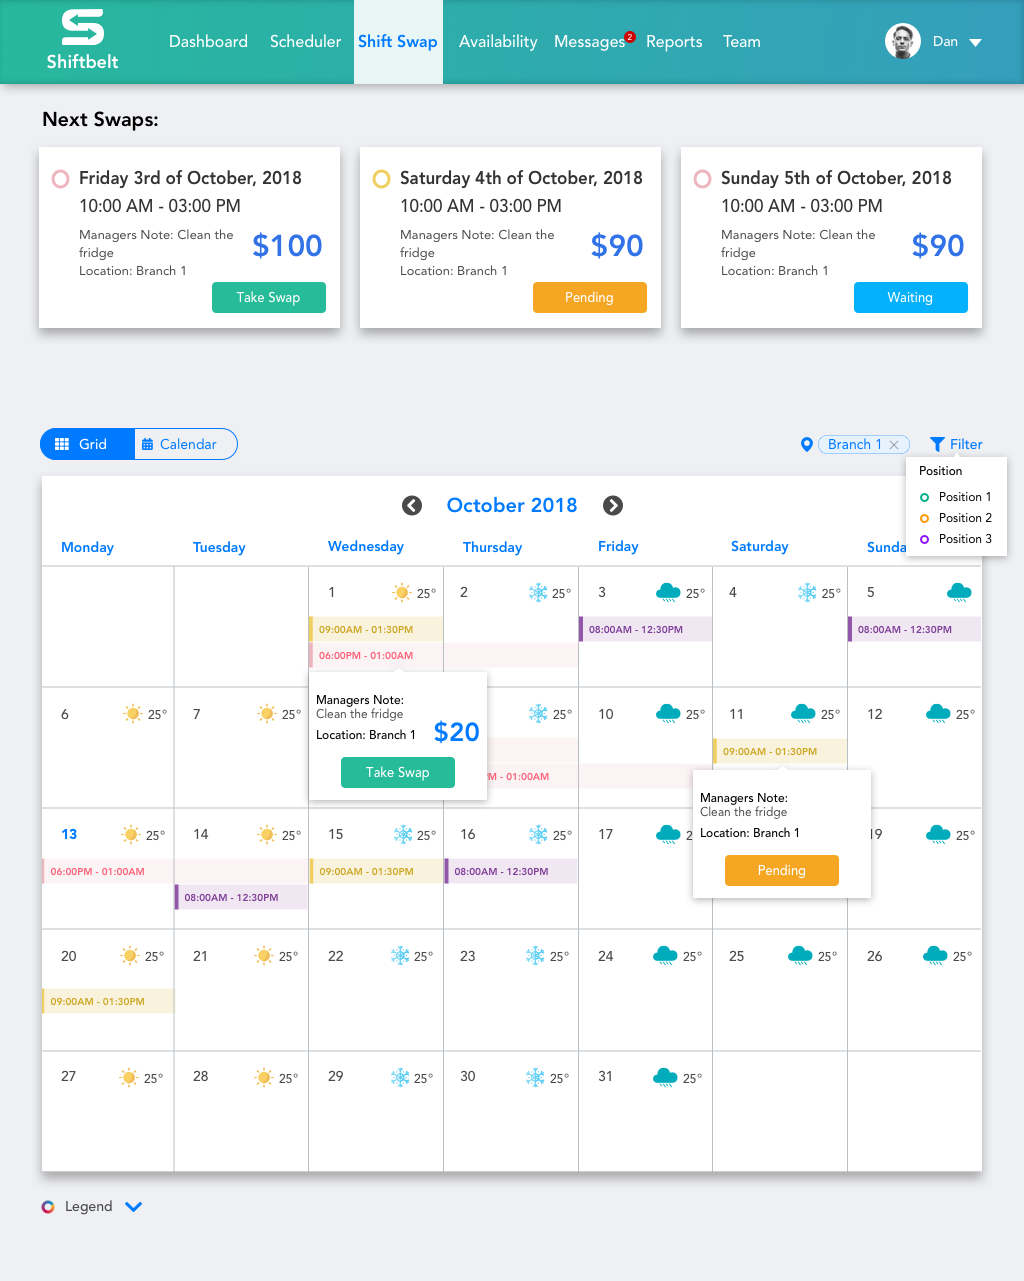 Shiftbelt
Dashboard
Scheduler
Shift Swap
Availability
Messages
2
Reports
Team
Dan
Next Swaps:
Friday 3rd of October, 2018
10:00 AM - 03:00 PM
Managers Note: Clean the
fridge
Location: Branch 1
$100
Take Swap
Saturday 4th of October, 2018
10:00 AM - 03:00 PM
Managers Note: Clean the
fridge
Location: Branch 1
$90
Pending
Sunday 5th of October, 2018
10:00 AM - 03:00 PM
Managers Note: Clean the
fridge
Location: Branch 1
$90
Waiting
Grid
Calendar
Branch 1
Filter
Position
Position 1
Position 2
Position 3
October 2018
Monday
Tuesday
Wednesday
Thursday
Friday
Saturday
1
25°
2
25°
3
25°
4
25°
5
09:00AM - 01:30PM
08:00AM - 12:30PM
08:00AM - 12:30PM
06:00PM - 01:00AM
6
25°
7
25°
25°
10
25°
11
25°
12
25°
Managers Note:
Clean the fridge
Location: Branch 1
$20
Take Swap
09:00AM - 01:30PM
- 01:00AM
Managers Note:
Clean the fridge
Location: Branch 1
Pending
13
25°
14
25°
15
25°
16
25°
17
25°
06:00PM - 01:00AM
09:00AM - 01:30PM
08:00AM - 12:30PM
08:00AM - 12:30PM
20
25°
21
25°
22
25°
23
25°
24
25°
25
25°
26
25°
09:00AM - 01:30PM
27
25°
28
25°
29
25°
30
25°
31
25°
Legend